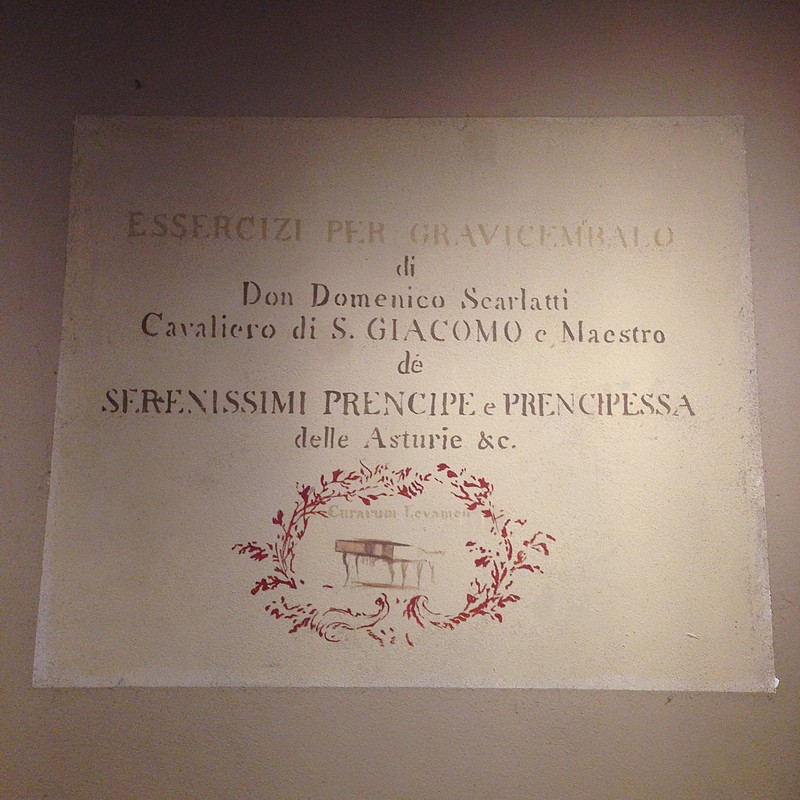 ESSERCIZI PER GRAVICEMBALO
di
Don Domenico Scarlatti
Cavaliero di S. GIACOMO e Maestro
dè
SERENISSIMI PRENCIPE e PRENCIPESSA
delle Asturie &c.
Curarum Levamen